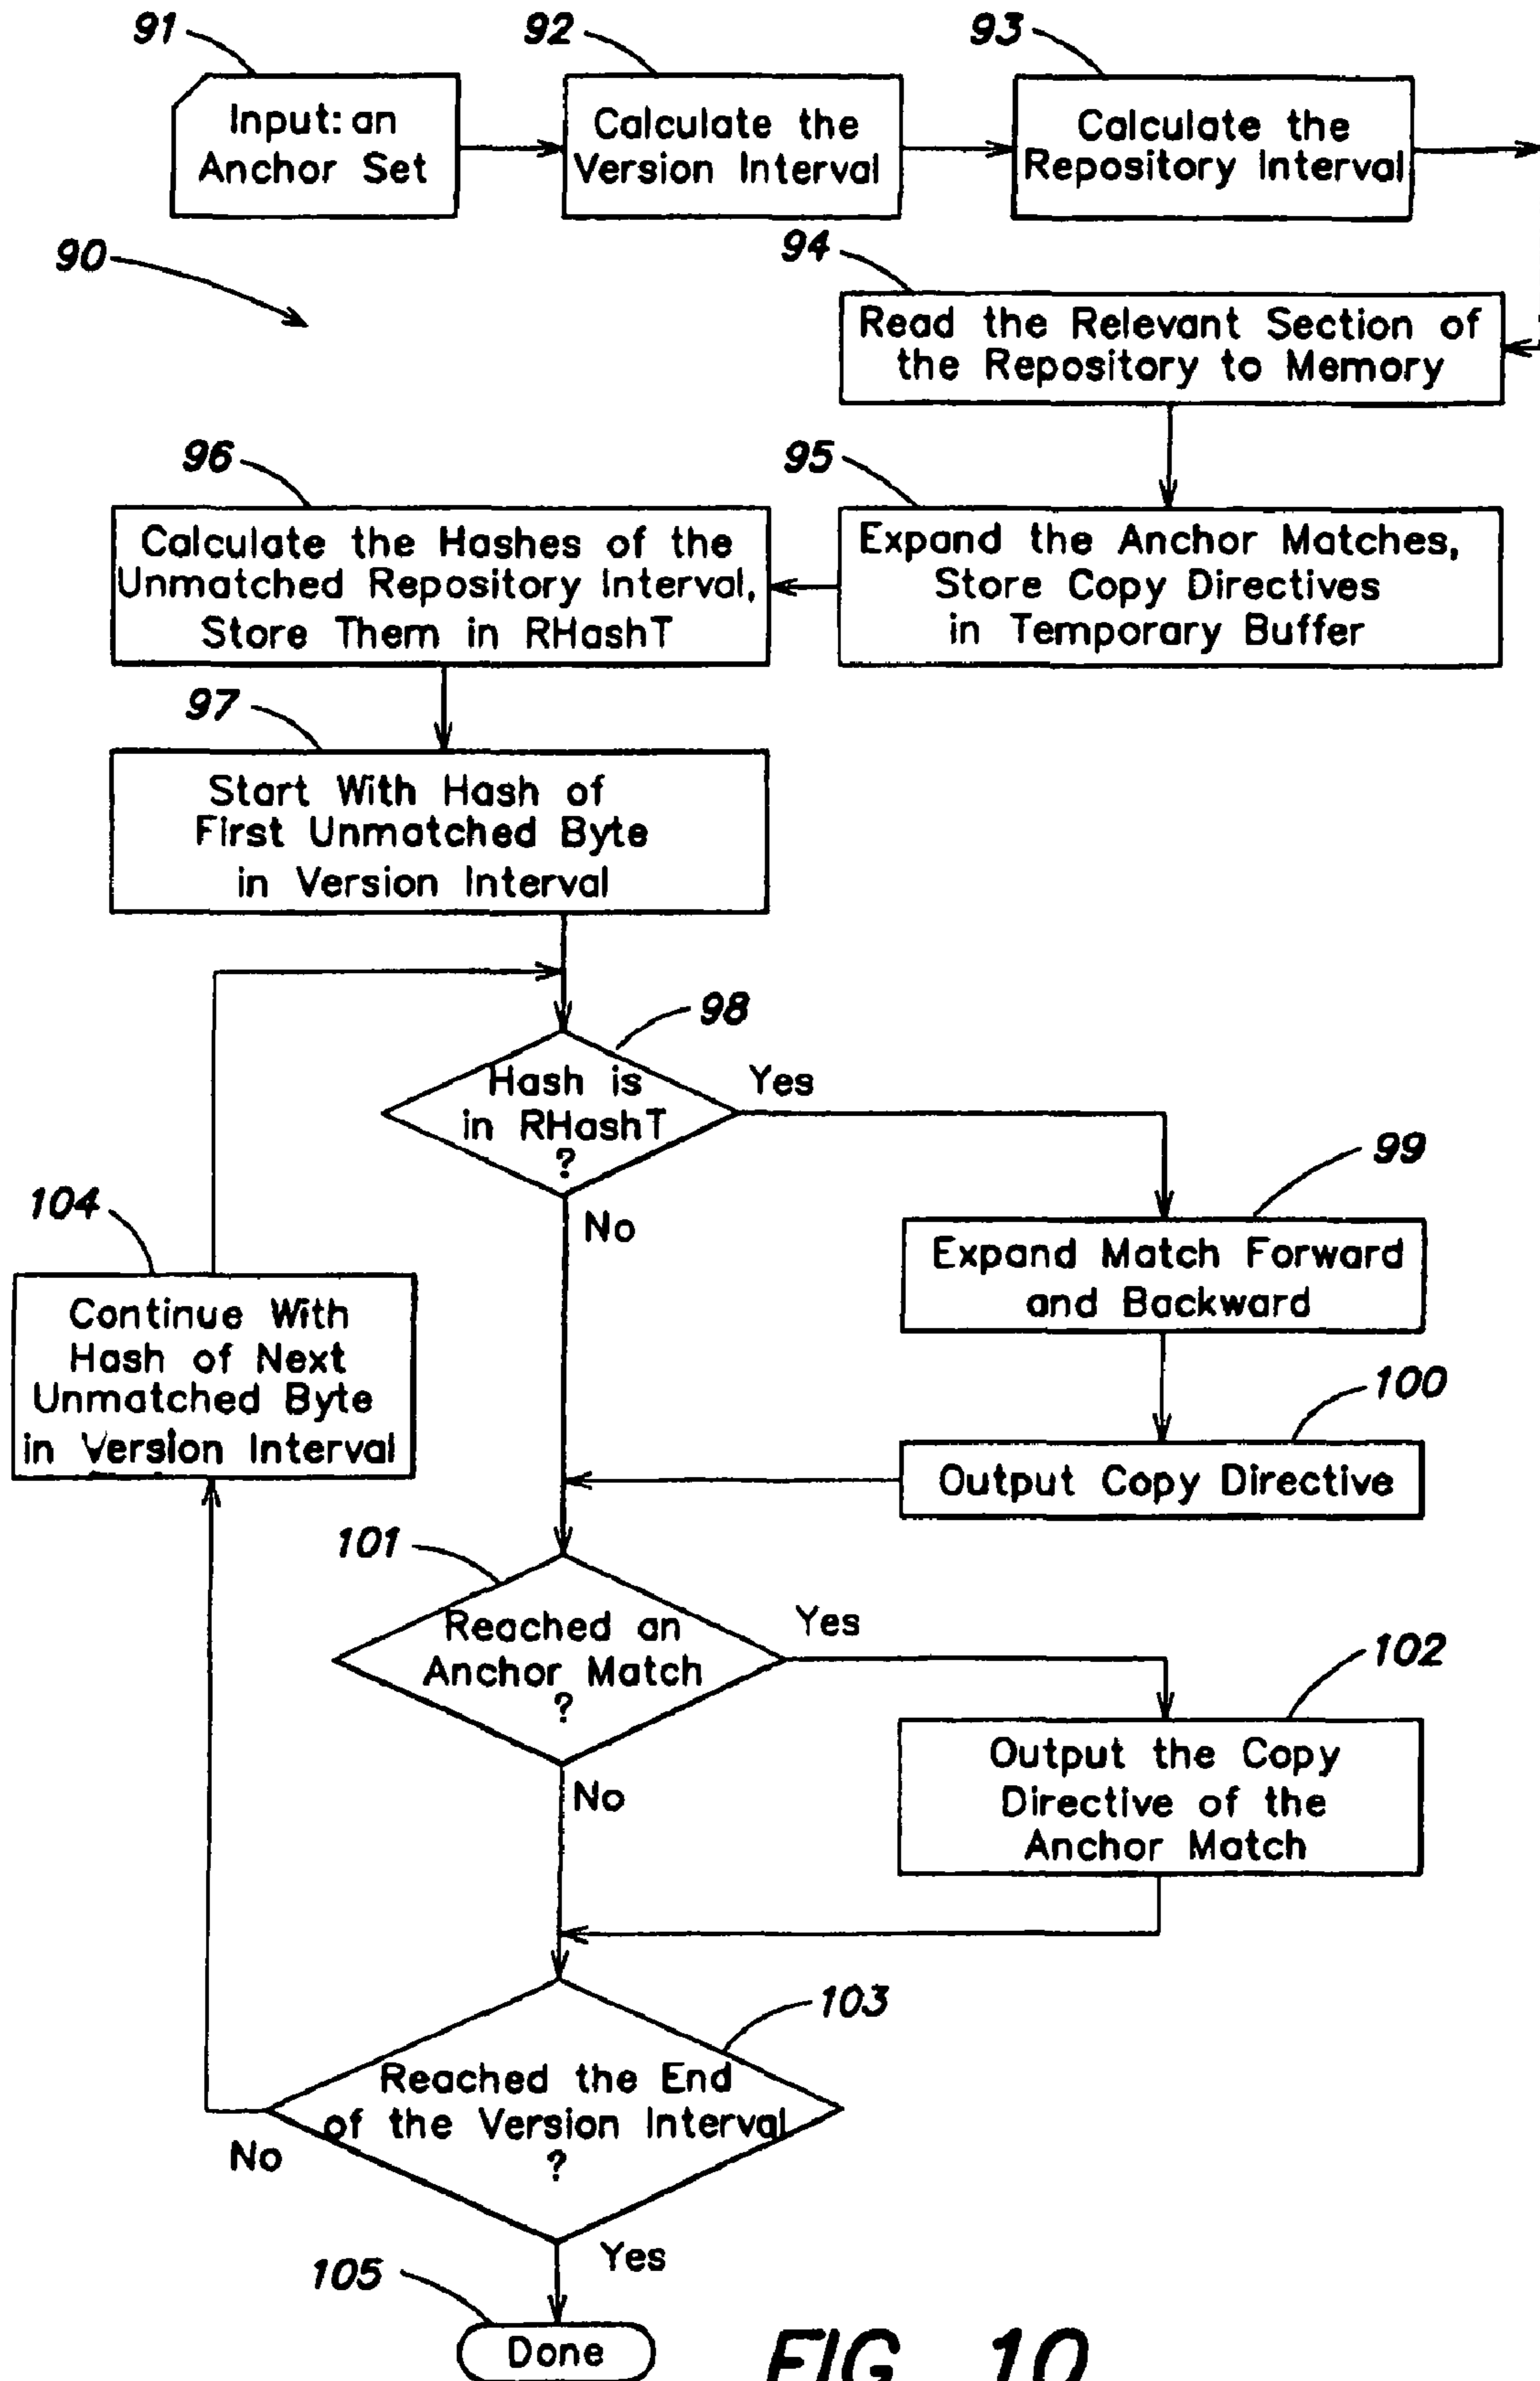 91
Input: an
Anchor Set
92
Calculate the
Version Interval
93
Calculate the
Repository Interval
90
94
Read the Relevant Section of
the Repository to Memory
95
Expand the Anchor Matches,
Store Copy Directives
in Temporary Buffer
96
Calculate the Hashes of the
Unmatched Repository Interval,
Store Them in RHashT
97
Start With Hash of
First Unmatched Byte
in Version Interval
98
Hash is
in RHashT
?
Yes
No
99
Expand Match Forward
and Backward
100
Output Copy Directive
104
Continue With
Hash of Next
Unmatched Byte
in Version Interval
101
Reached an
Anchor Match
?
Yes
No
102
Output the Copy
Directive of the
Anchor Match
103
Reached the End
of the Version Interval
?
No
Yes
105
Done
FIG. 10